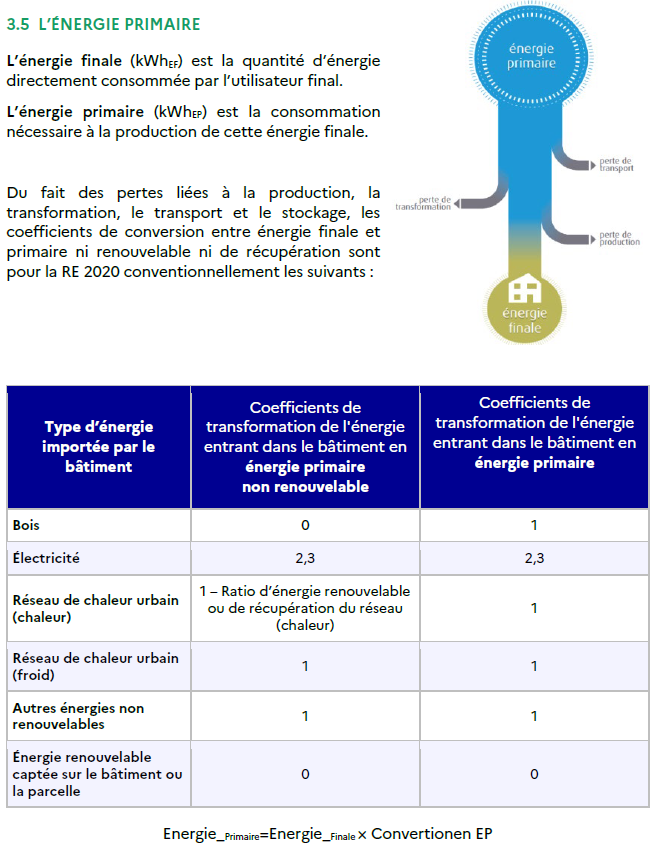 3.5 L’ÉNERGIE PRIMAIRE
L’énergie finale (kWhEF) est la quantité d’énergie
directement consommée par l’utilisateur final.
L’énergie primaire (kWhEP) est la consommation
nécessaire à la production de cette énergie finale.
Du fait des pertes liées à la production, la
transformation, le transport et le stockage, les
coefficients de conversion entre énergie finale et
primaire ni renouvelable ni de récupération sont
pour la RE 2020 conventionnellement les suivants :
énergie
primaire
perte de
transport
perte de
transformation
perte de
production
énergie
finale
Type d’énergie
importée par le
bâtiment
Coefficients de
transformation de l'énergie
entrant dans le bâtiment en
énergie primaire
non renouvelable
Coefficients de
transformation de l'énergie
entrant dans le bâtiment en
énergie primaire
Bois
0
1
Électricité
2,3
2,3
Réseau de chaleur urbain
(chaleur)
1 – Ratio d’énergie renouvelable
ou de récupération du réseau
(chaleur)
1
Réseau de chaleur urbain
(froid)
1
1
Autres énergies non
renouvelables
1
1
Énergie renouvelable
captée sur le bâtiment ou
la parcelle
0
0
Energie_Primaire=Energie_Finale × Convertionen EP